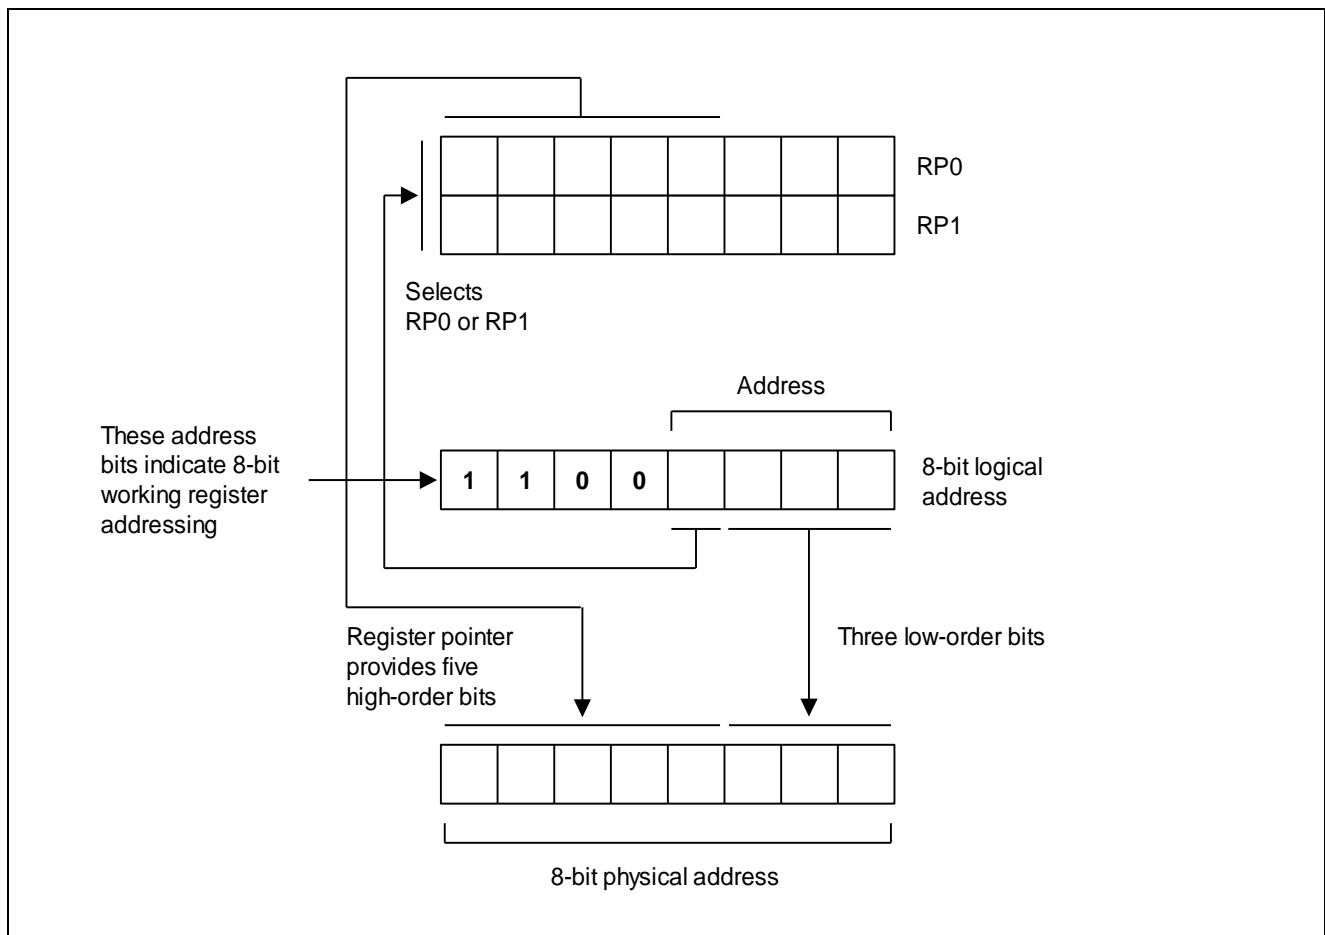 RP0
RP1
Selects
RP0 or RP1
Address
These address
bits indicate 8-bit
working register
addressing
1 1 0 0
8-bit logical
address
Register pointer
provides five
high-order bits
Three low-order bits
8-bit physical address